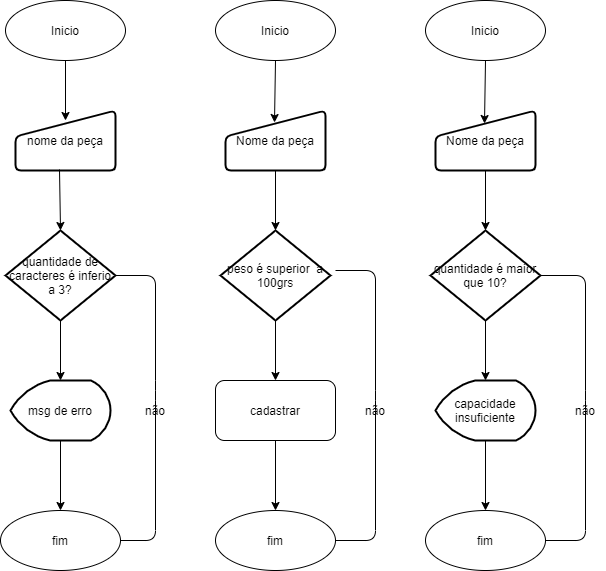 Inicio
nome da peça
quantidade de
caracteres é inferio
a 3?
msg de erro
não
fim
Inicio
Nome da peça
peso é superior a
100grs
cadastrar
não
fim
Inicio
Nome da peça
quantidade é maior
que 10?
capacidade
insuficiente
não
fim